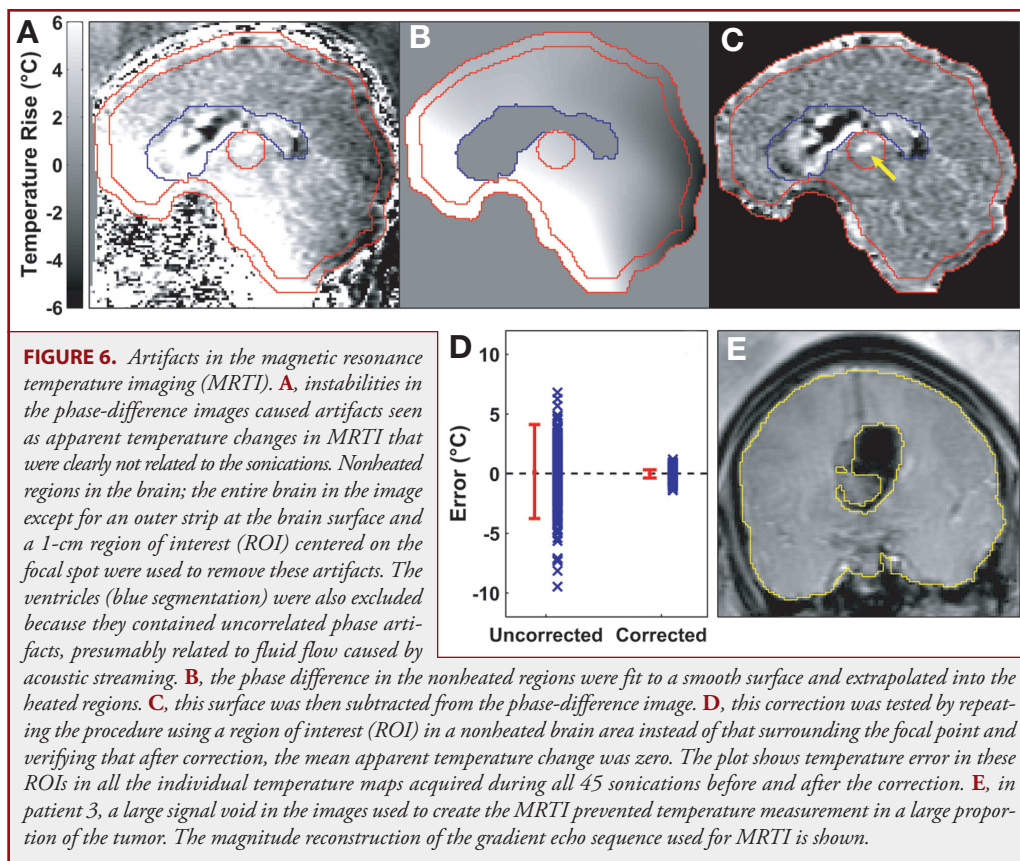 A
B
C
Temperature Rise (°C)
6
4
2
0
-2
-4
-6
FIGURE 6. Artifacts in the magnetic resonance
temperature imaging (MRTI). A, instabilities in
the phase-difference images caused artifacts seen
as apparent temperature changes in MRTI that
were clearly not related to the sonications. Nonheated
regions in the brain; the entire brain in the image
except for an outer strip at the brain surface and
a 1-cm region of interest (ROI) centered on the
focal spot were used to remove these artifacts. The
ventricles (blue segmentation) were also excluded
because they contained uncorrelated phase arti-
facts, presumably related to fluid flow caused by
acoustic streaming. B, the phase difference in the nonheated regions were fit to a smooth surface and extrapolated into the
heated regions. C, this surface was then subtracted from the phase-difference image. D, this correction was tested by repeat-
ing the procedure using a region of interest (ROI) in a nonheated brain area instead of that surrounding the focal point and
verifying that after correction, the mean apparent temperature change was zero. The plot shows temperature error in these
ROIs in all the individual temperature maps acquired during all 45 sonications before and after the correction. E, in
patient 3, a large signal void in the images used to create the MRTI prevented temperature measurement in a large propor-
tion of the tumor. The magnitude reconstruction of the gradient echo sequence used for MRTI is shown.
D
Error (°C)
10
5
0
-5
-10
Uncorrected Corrected
E